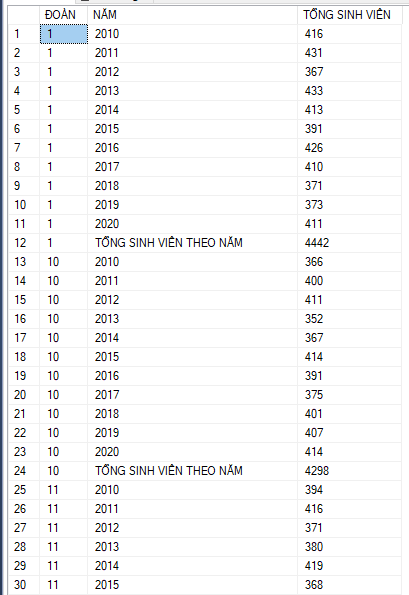 ĐOÀN NĂM TỔNG SINH VIÊN
1 1 2010 416
2 1 2011 431
3 1 2012 367
4 1 2013 433
5 1 2014 413
6 1 2015 391
7 1 2016 426
8 1 2017 410
9 1 2018 371
10 1 2019 373
11 1 2020 411
12 1 TỔNG SINH VIÊN THEO NĂM 4442
13 10 2010 366
14 10 2011 400
15 10 2012 411
16 10 2013 352
17 10 2014 367
18 10 2015 414
19 10 2016 391
20 10 2017 375
21 10 2018 401
22 10 2019 407
23 10 2020 414
24 10 TỔNG SINH VIÊN THEO NĂM 4298
25 11 2010 394
26 11 2011 416
27 11 2012 371
28 11 2013 380
29 11 2014 419
30 11 2015 368